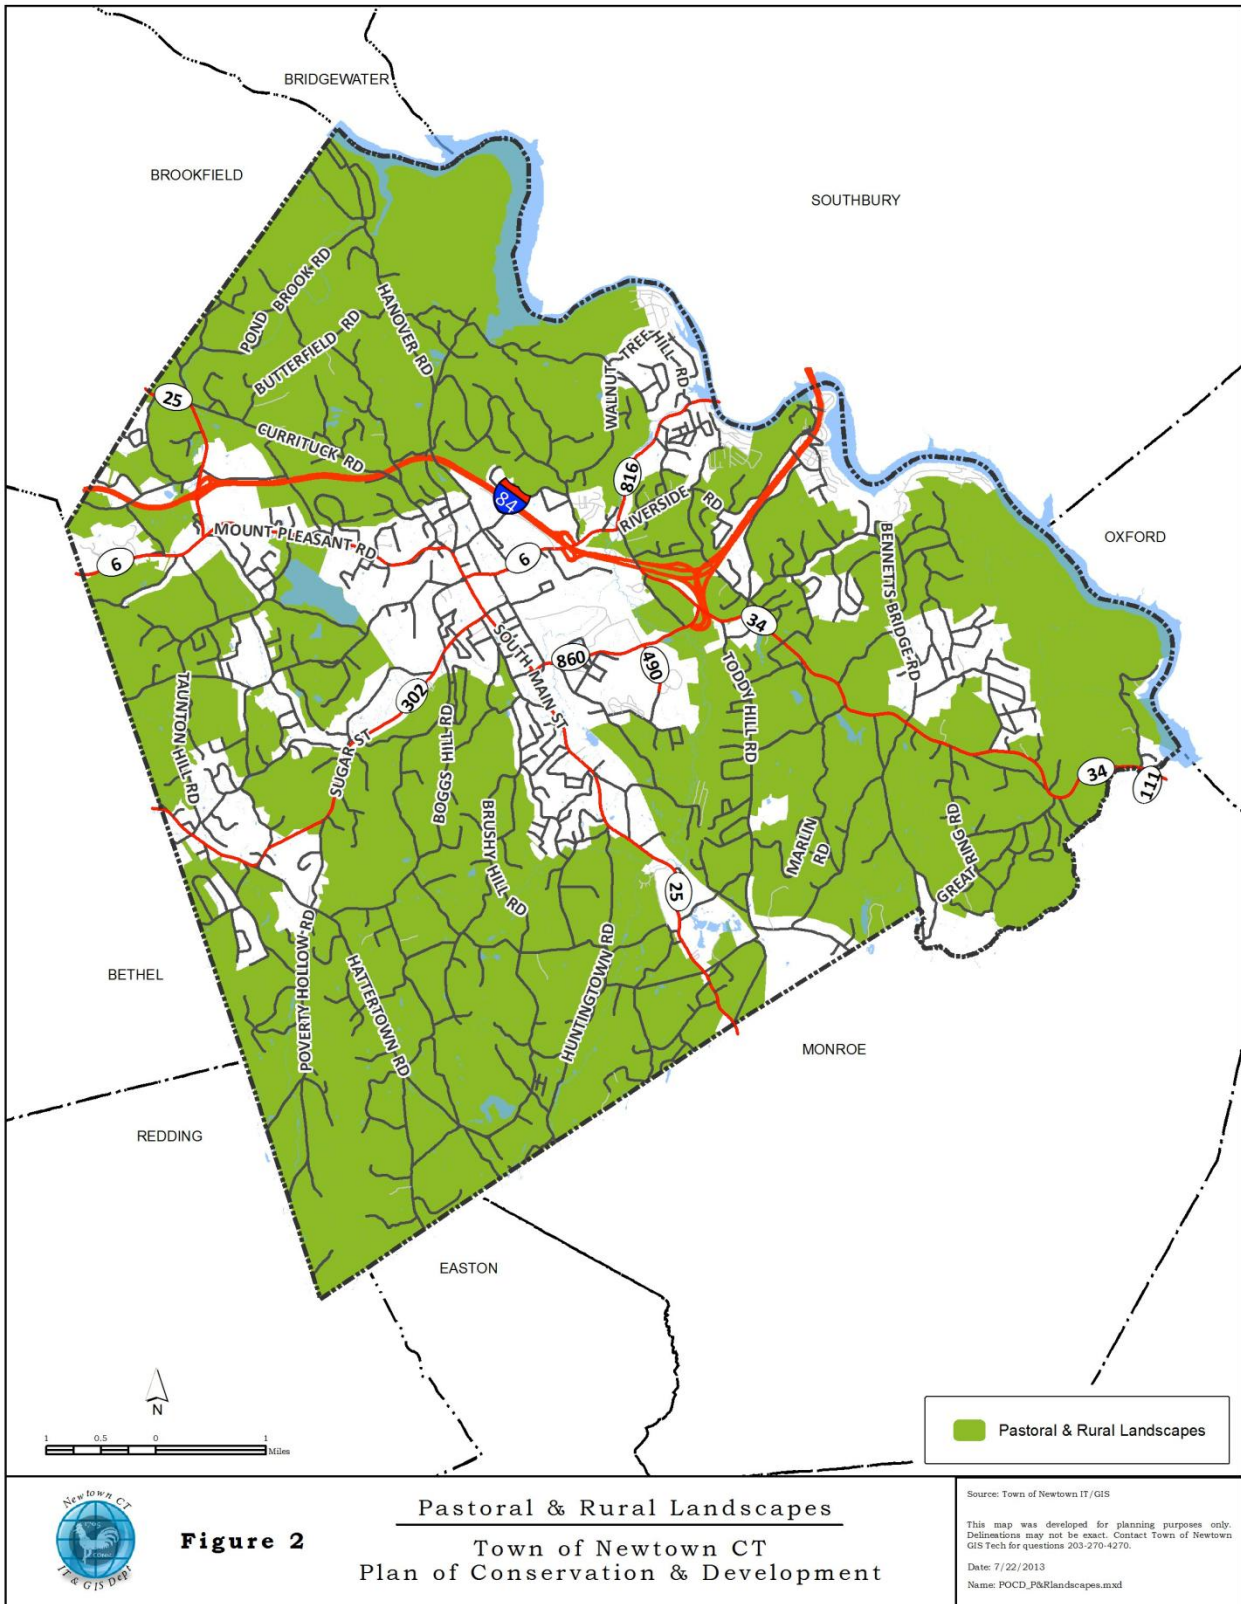 BRIDGEWATER
BROOKFIELD
SOUTHBURY
POND BROOK RD
HANOVER RD
BUTTERFIELD RD
WALNUT TREE HILL RD
25
CURRITUCK RD
816
84
RIVERSIDE RD
MOUNT PLEASANT RD
6
6
BENNETTS BRIDGE RD
OXFORD
34
SOUTH MAIN ST
860
490
TODDY HILL RD
302
TAUNTON HILL RD
SUGAR ST
BOGGS HILL RD
34
111
BRUSHY HILL RD
MARLIN RD
GREAT RING RD
25
POVERTY HOLLOW RD
HATTERTOWN RD
HUNTINGTOWN RD
BETHEL
MONROE
REDDING
EASTON
N
1 0.5 0 1
Miles
Pastoral & Rural Landscapes
Newtown CT
IT & GIS Dept
Figure 2
Pastoral & Rural Landscapes
Town of Newtown CT
Plan of Conservation & Development
Source: Town of Newtown IT/GIS
This map was developed for planning purposes only.
Delineations may not be exact. Contact Town of Newtown
GIS Tech for questions 203-270-4270.
Date: 7/22/2013
Name: POCD_P&Rlandscapes.mxd